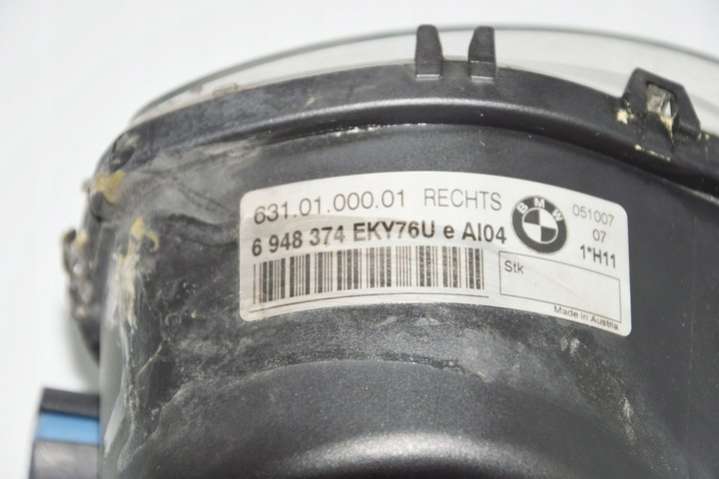 631.01.000.01 RECHTS
BMW
051007
07
6 948 374 EKY76U e AI04
1*H11
Stk
Made in Austria